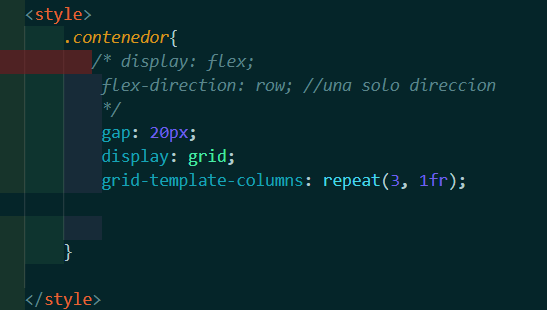 <style>
.contenedor{
/* display: flex;
flex-direction: row; //una solo direccion
*/
gap: 20px;
display: grid;
grid-template-columns: repeat(3, 1fr);
}
</style>